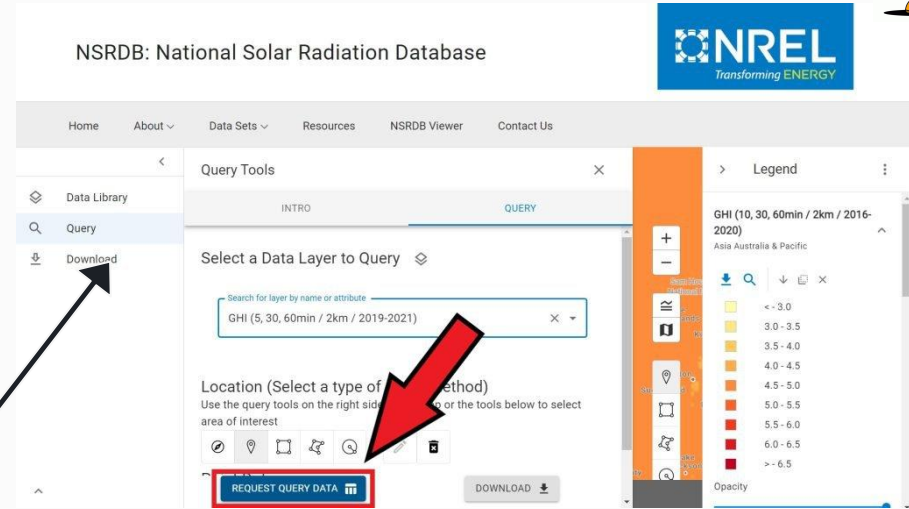 NSRDB: National Solar Radiation Database
NREL
Transforming ENERGY
Home About Data Sets Resources NSRDB Viewer Contact Us
Data Library
Query
Download
Query Tools
INTRO QUERY
Select a Data Layer to Query
Search for layer by name or attribute
GHI (5, 30, 60min / 2km / 2019-2021)
Location (Select a type of
Use the query tools on the right or the tools below to select
area of interest
REQUEST QUERY DATA
DOWNLOAD
Legend
GHI (10, 30, 60min / 2km / 2016-
2020)
Asia Australia & Pacific
< - 3.0
3.0 - 3.5
3.5 - 4.0
4.0 - 4.5
4.5 - 5.0
5.0 - 5.5
5.5 - 6.0
6.0 - 6.5
> - 6.5
Opacity